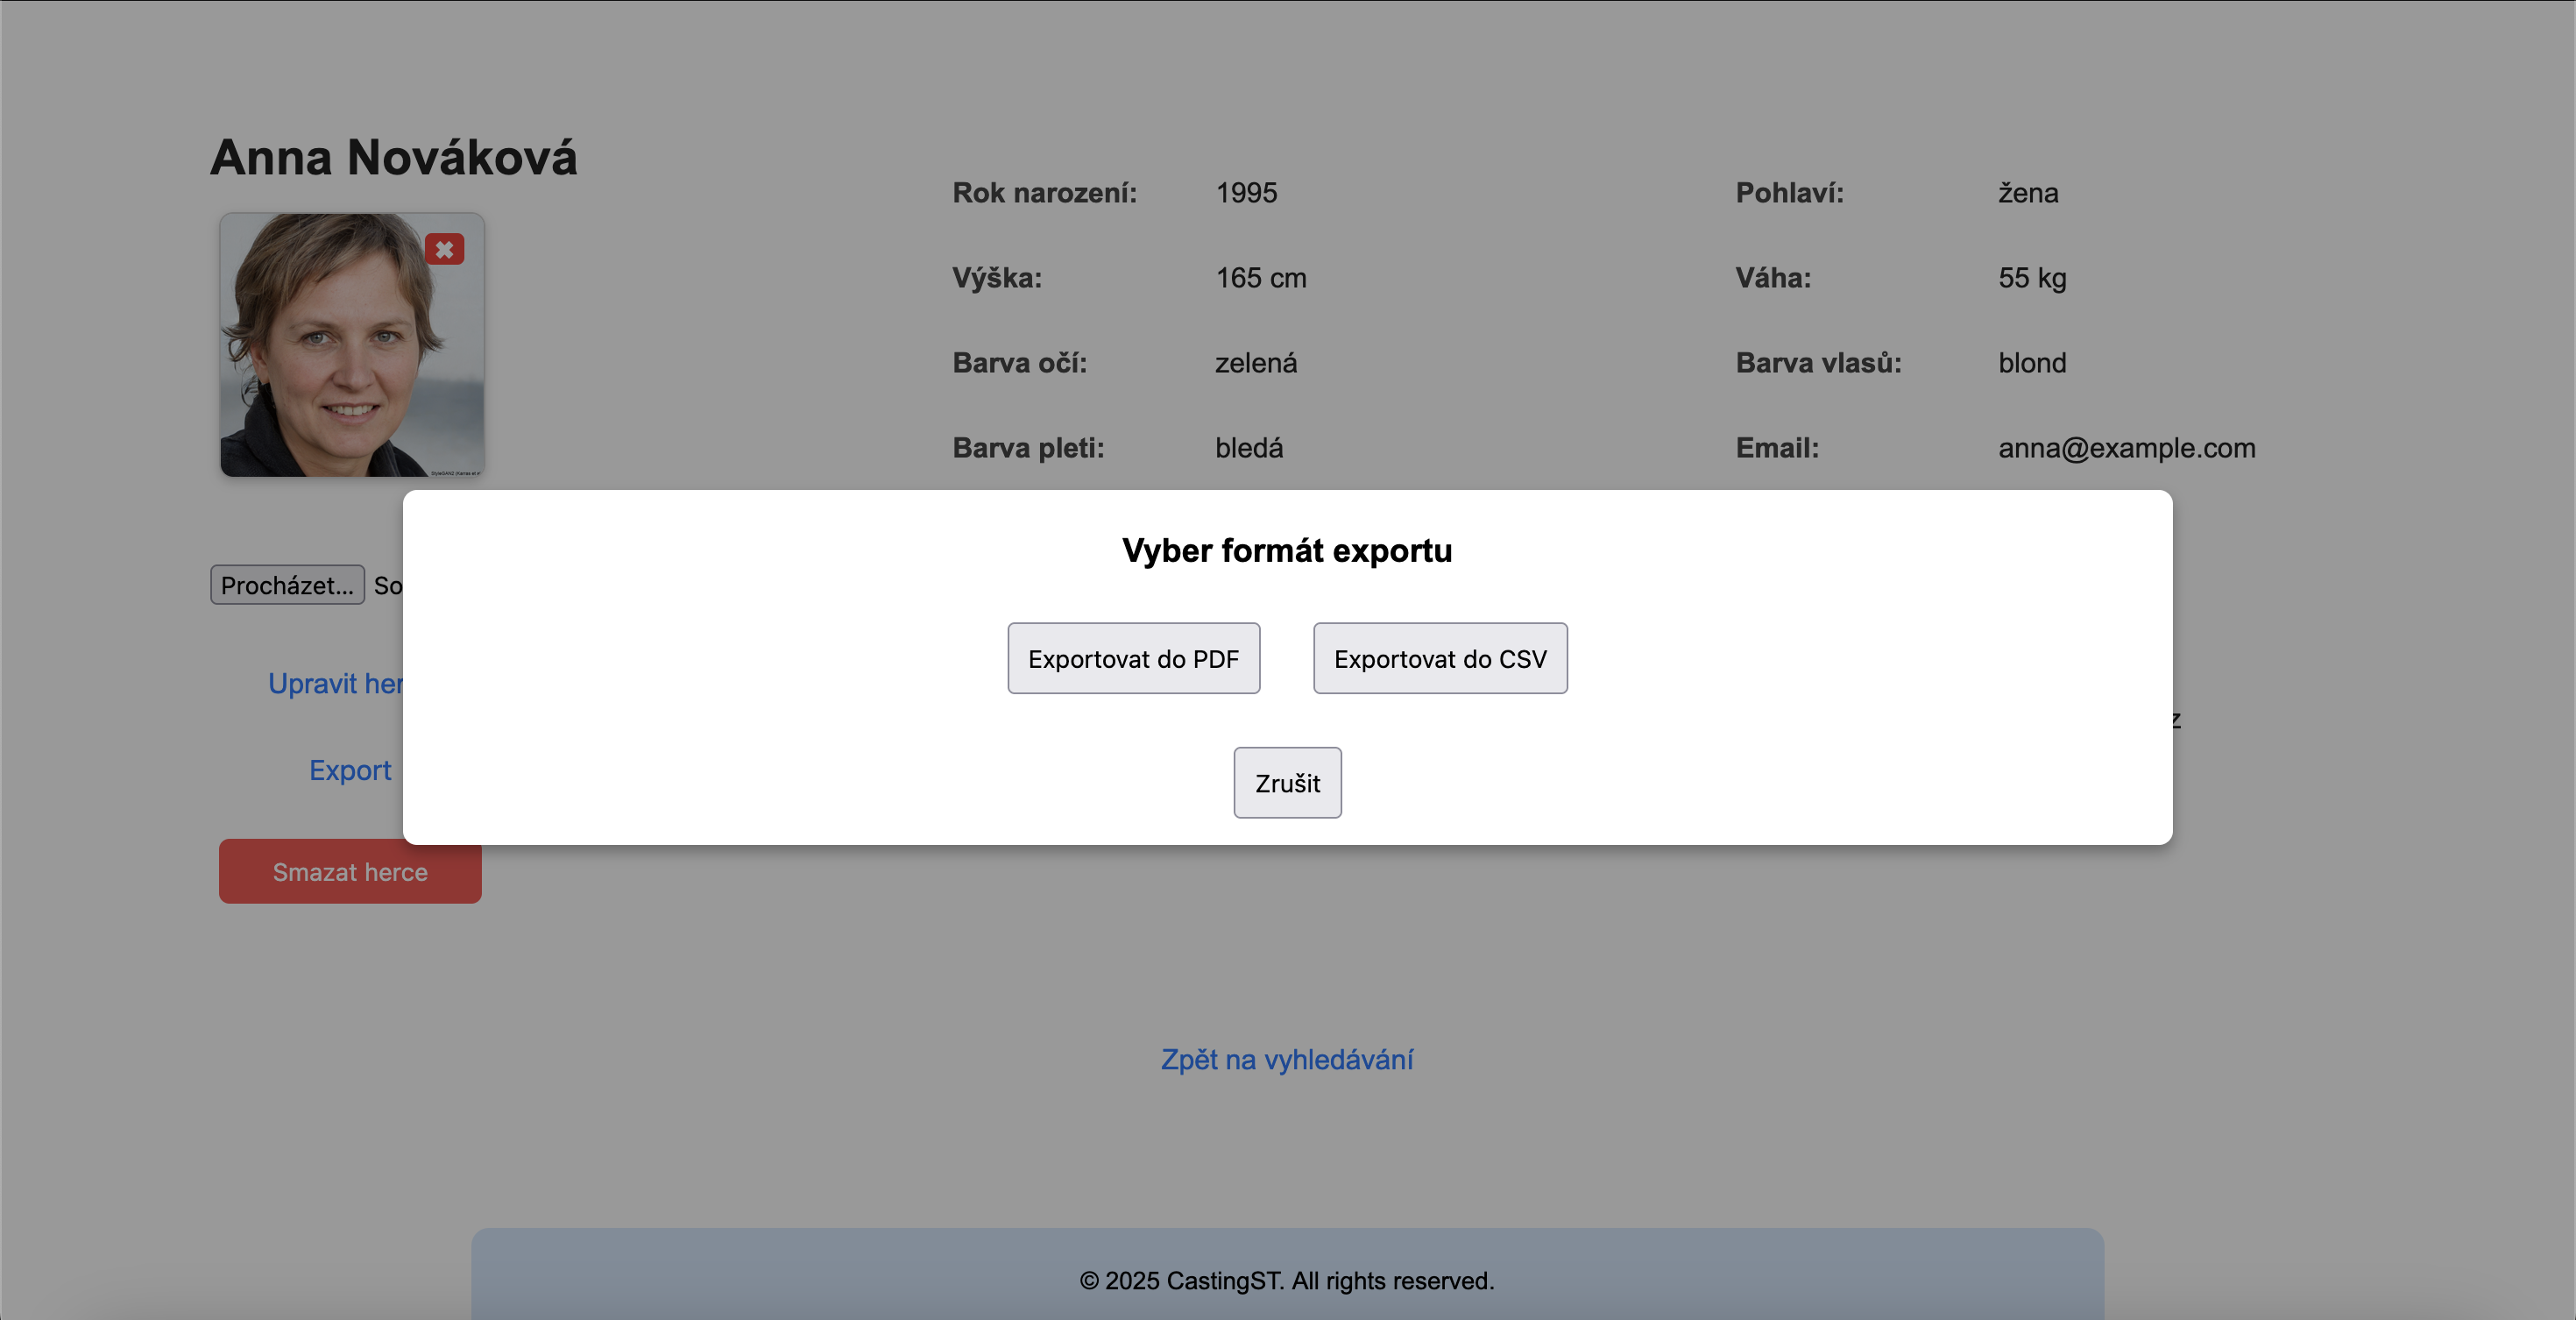 Anna Nováková
Rok narození: 1995 Pohlaví: žena
Výška: 165 cm Váha: 55 kg
Barva očí: zelená Barva vlasů: blond
Barva pleti: bledá Email: anna@example.com
Vyber formát exportu
Procházet... So
Exportovat do PDF Exportovat do CSV
Upravit her
z
Export
Zrušit
Smazat herce
Zpět na vyhledávání
© 2025 CastingST. All rights reserved.